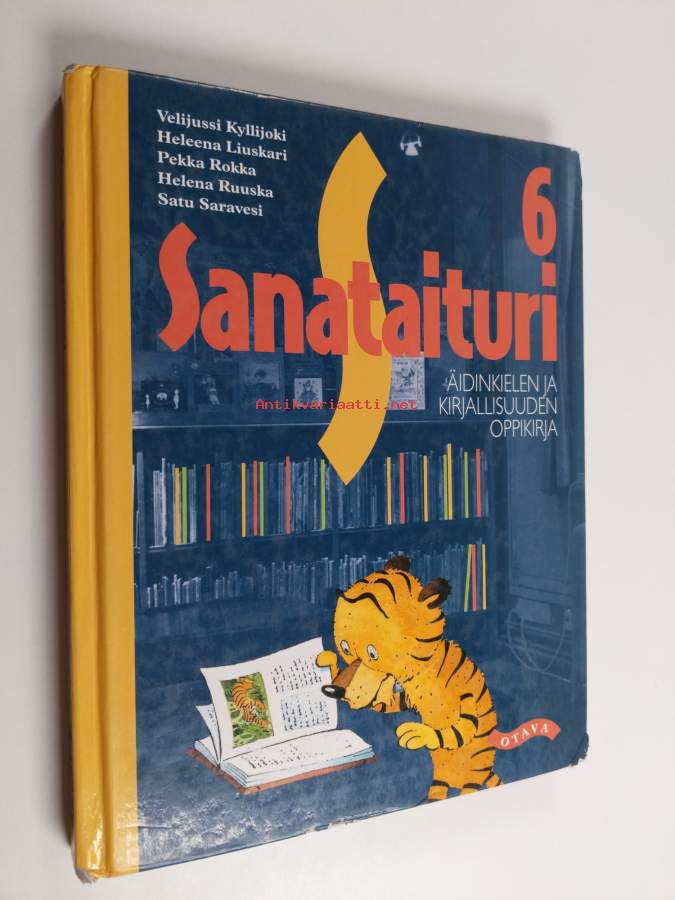 Velijussi Kyllijoki
Heleena Liuskari
Pekka Rokka
Helena Ruuska
Satu Saravesi
6
S
Sanataituri
ÄIDINKIELEN JA
KIRJALLISUUDEN
OPPIKIRJA
Antikvariaatti.net
OTAVA